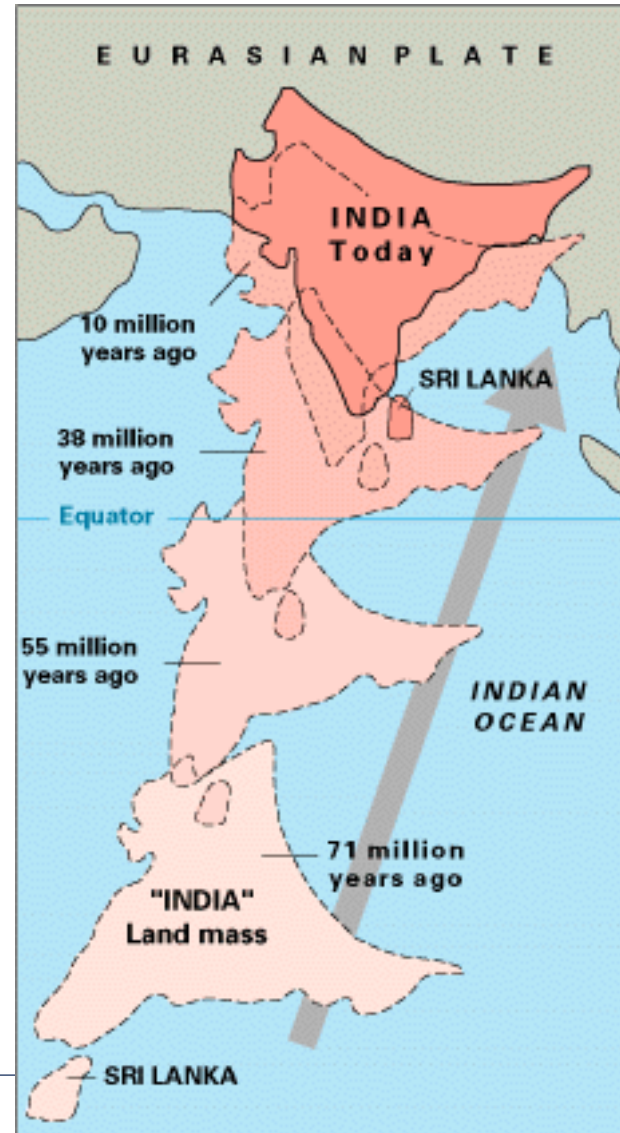 EURASIAN PLATE
INDIA
Today
10 million
years ago
SRI LANKA
38 million
years ago
Equator
55 million
years ago
INDIAN
OCEAN
71 million
years ago
"INDIA"
Land mass
SRI LANKA